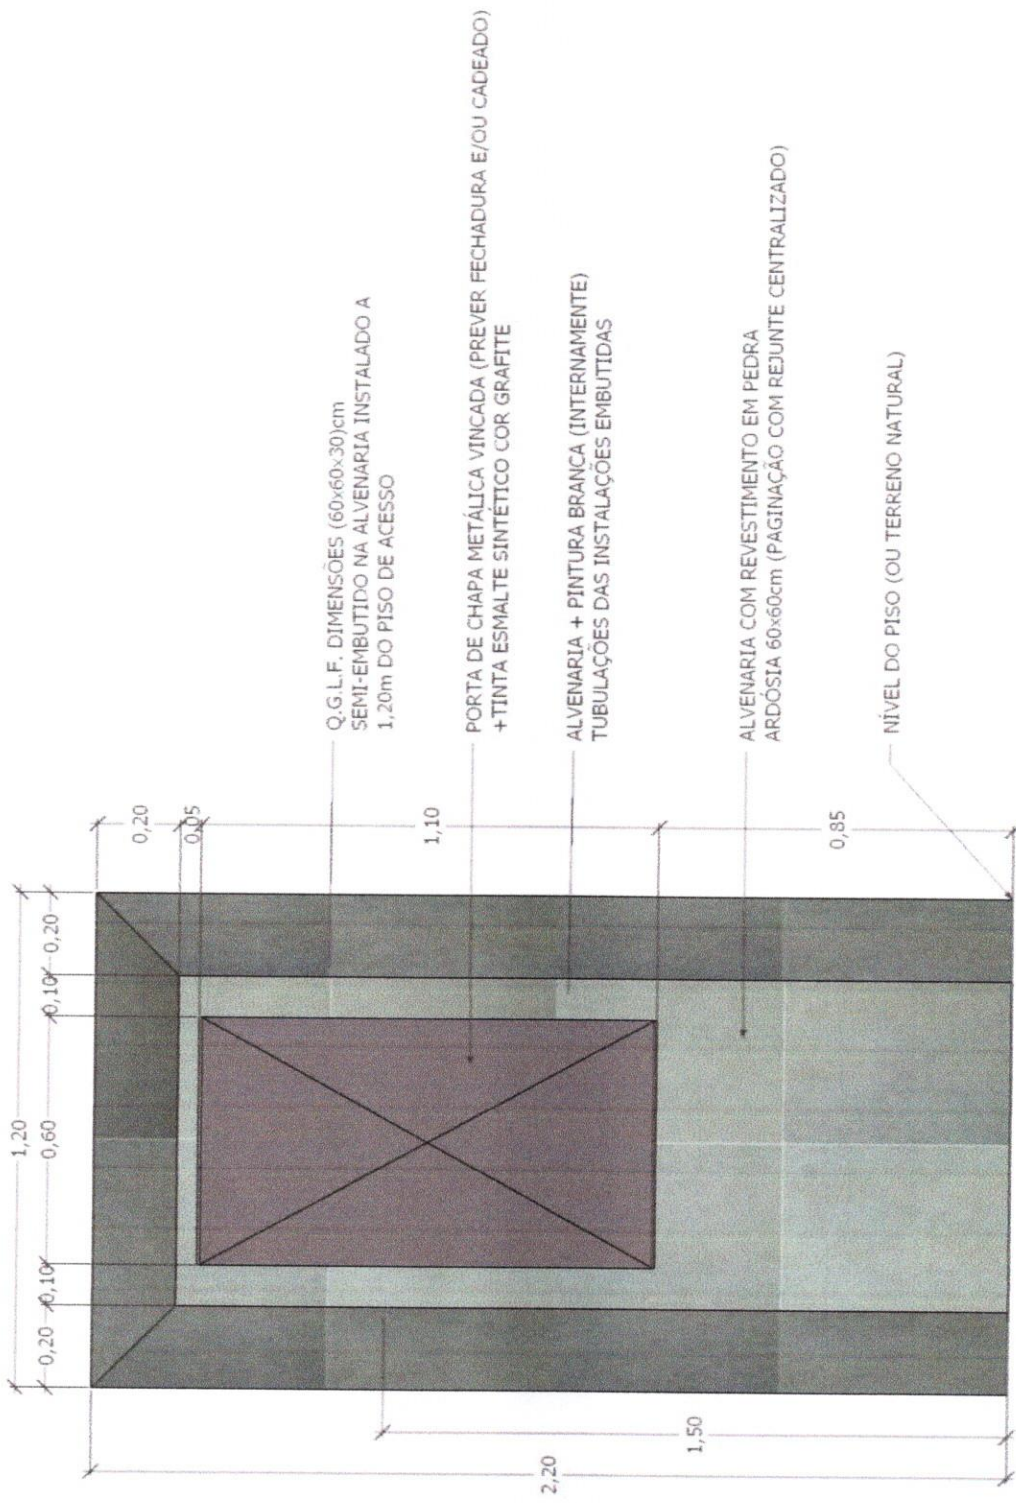 1,20
0,20
0,10
0,60
0,10
0,20
0,20
0,05
1,10
0,85
2,20
1,50
Q.G.L.F. DIMENSÕES (60x60x30)cm
SEMI-EMBUTIDO NA ALVENARIA INSTALADO A
1,20m DO PISO DE ACESSO
PORTA DE CHAPA METÁLICA VINCADA (PREVER FECHADURA E/OU CADEADO)
+TINTA ESMALTE SINTÉTICO COR GRAFITE
ALVENARIA + PINTURA BRANCA (INTERNAMENTE)
TUBULAÇÕES DAS INSTALAÇÕES EMBUTIDAS
ALVENARIA COM REVESTIMENTO EM PEDRA
ARDÓSIA 60x60cm (PAGINAÇÃO COM REJUNTE CENTRALIZADO)
NÍVEL DO PISO (OU TERRENO NATURAL)